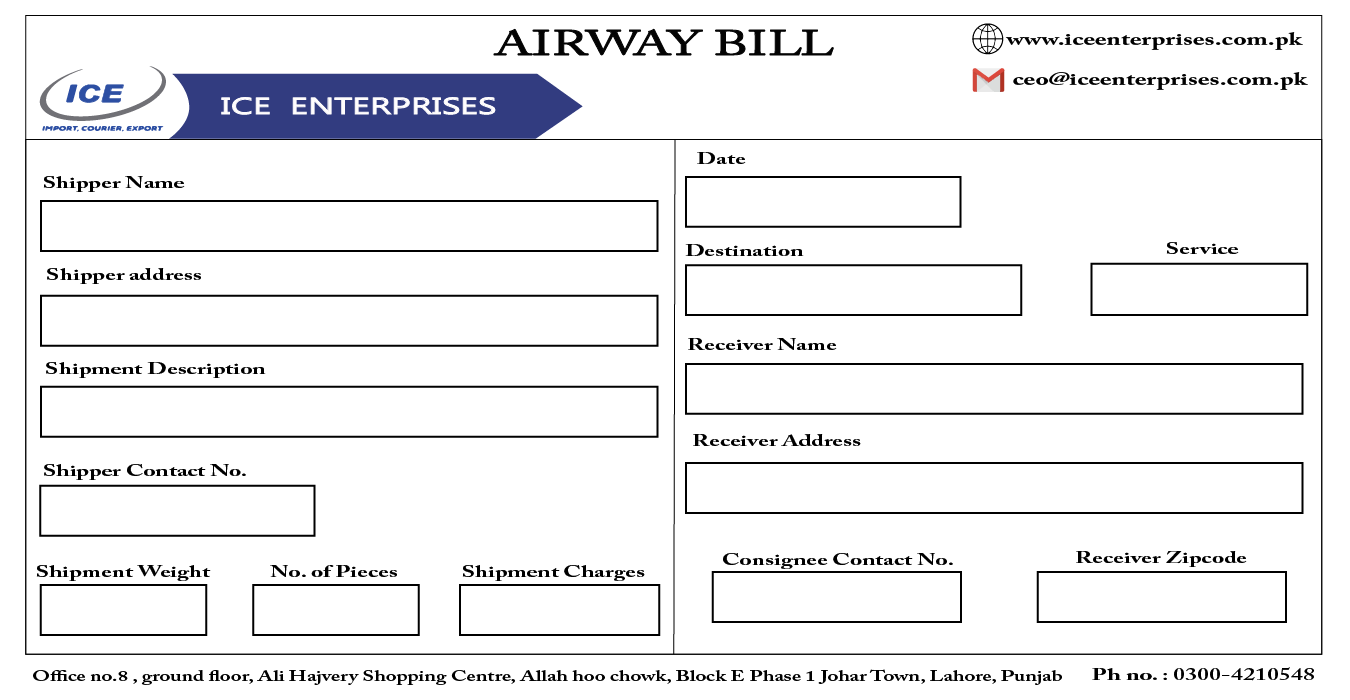 AIRWAY BILL
www.iceenterprises.com.pk
ceo@iceenterprises.com.pk
ICE
IMPORT, COURIER, EXPORT
ICE ENTERPRISES
Shipper Name
Shipper address
Shipment Description
Shipper Contact No.
Shipment Weight
No. of Pieces
Shipment Charges
Date
Destination
Service
Receiver Name
Receiver Address
Consignee Contact No.
Receiver Zipcode
Office no.8 , ground floor, Ali Hajvery Shopping Centre, Allah hoo chowk, Block E Phase 1 Johar Town, Lahore, Punjab
Ph no. : 0300-4210548